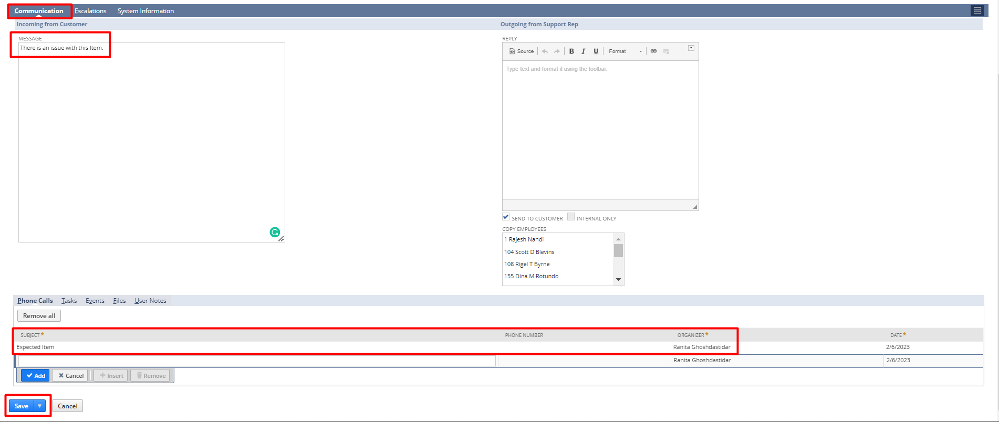 Communication Escalations System Information
Incoming from Customer
MESSAGE
There is an issue with this Item.
Outgoing from Support Rep
REPLY
Source B I U Format
Type text and format it using the toolbar.
SEND TO CUSTOMER INTERNAL ONLY
COPY EMPLOYEES
1 Rajesh Nandi
104 Scott D Blevins
108 Rigel T Byrne
155 Dina M Rotundo
Phone Calls Tasks Events Files User Notes
Remove all
SUBJECT* PHONE NUMBER ORGANIZER* DATE*
Expected Item Ranita Ghoshdastidar 2/6/2023
Ranita Ghoshdastidar 2/6/2023
Add Cancel Insert Remove
Save Cancel